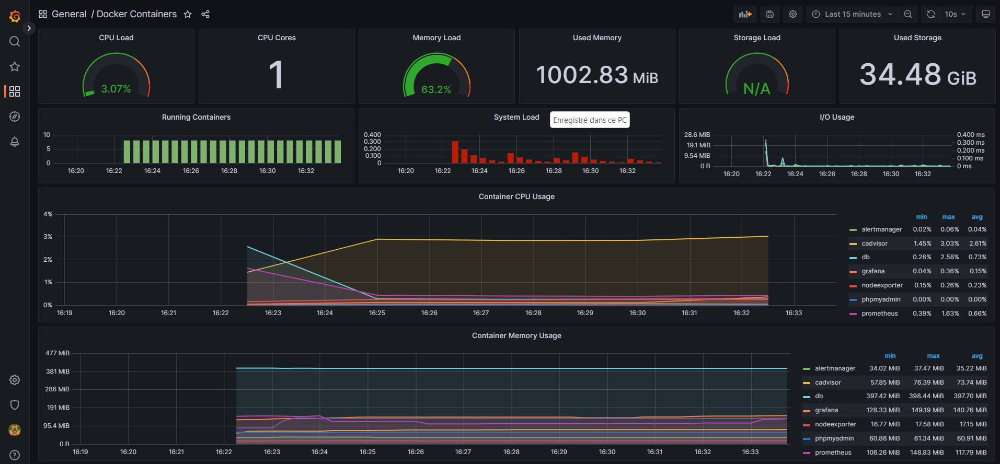 General / Docker Containers
Last 15 minutes
10s
CPU Load
CPU Cores
Memory Load
Used Memory
Storage Load
Used Storage
3.07%
1
63.2%
1002.83 MiB
N/A
34.48 GiB
Running Containers
10
5
0
16:20 16:22 16:24 16:26 16:28 16:30 16:32
System Load
Enregistré dans ce PC
0.400
0.300
0.200
0.100
0
16:20 16:22 16:24 16:26 16:28 16:30 16:32
I/O Usage
28.6 MiB
19.1 MiB
9.54 MiB
0 B
0.400 ms
0.300 ms
0.200 ms
0.100 ms
0 ms
16:20 16:22 16:24 16:26 16:28 16:30 16:32
Container CPU Usage
4%
3%
2%
1%
0%
16:19 16:20 16:21 16:22 16:23 16:24 16:25 16:26 16:27 16:28 16:29 16:30 16:31 16:32 16:33
min max avg
alertmanager 0.02% 0.06% 0.04%
cadvisor 1.45% 3.03% 2.61%
db 0.26% 2.58% 0.73%
grafana 0.04% 0.36% 0.15%
nodeexporter 0.15% 0.26% 0.23%
phpmyadmin 0.00% 0.00% 0.00%
prometheus 0.39% 1.63% 0.66%
Container Memory Usage
477 MiB
381 MiB
286 MiB
191 MiB
95.4 MiB
0 B
16:19 16:20 16:21 16:22 16:23 16:24 16:25 16:26 16:27 16:28 16:29 16:30 16:31 16:32 16:33
min max avg
alertmanager 34.02 MiB 37.47 MiB 35.22 MiB
cadvisor 57.85 MiB 76.39 MiB 73.74 MiB
db 397.42 MiB 398.44 MiB 397.70 MiB
grafana 128.33 MiB 149.19 MiB 140.76 MiB
nodeexporter 16.77 MiB 17.58 MiB 17.15 MiB
phpmyadmin 60.86 MiB 61.34 MiB 60.91 MiB
prometheus 106.26 MiB 148.83 MiB 117.79 MiB